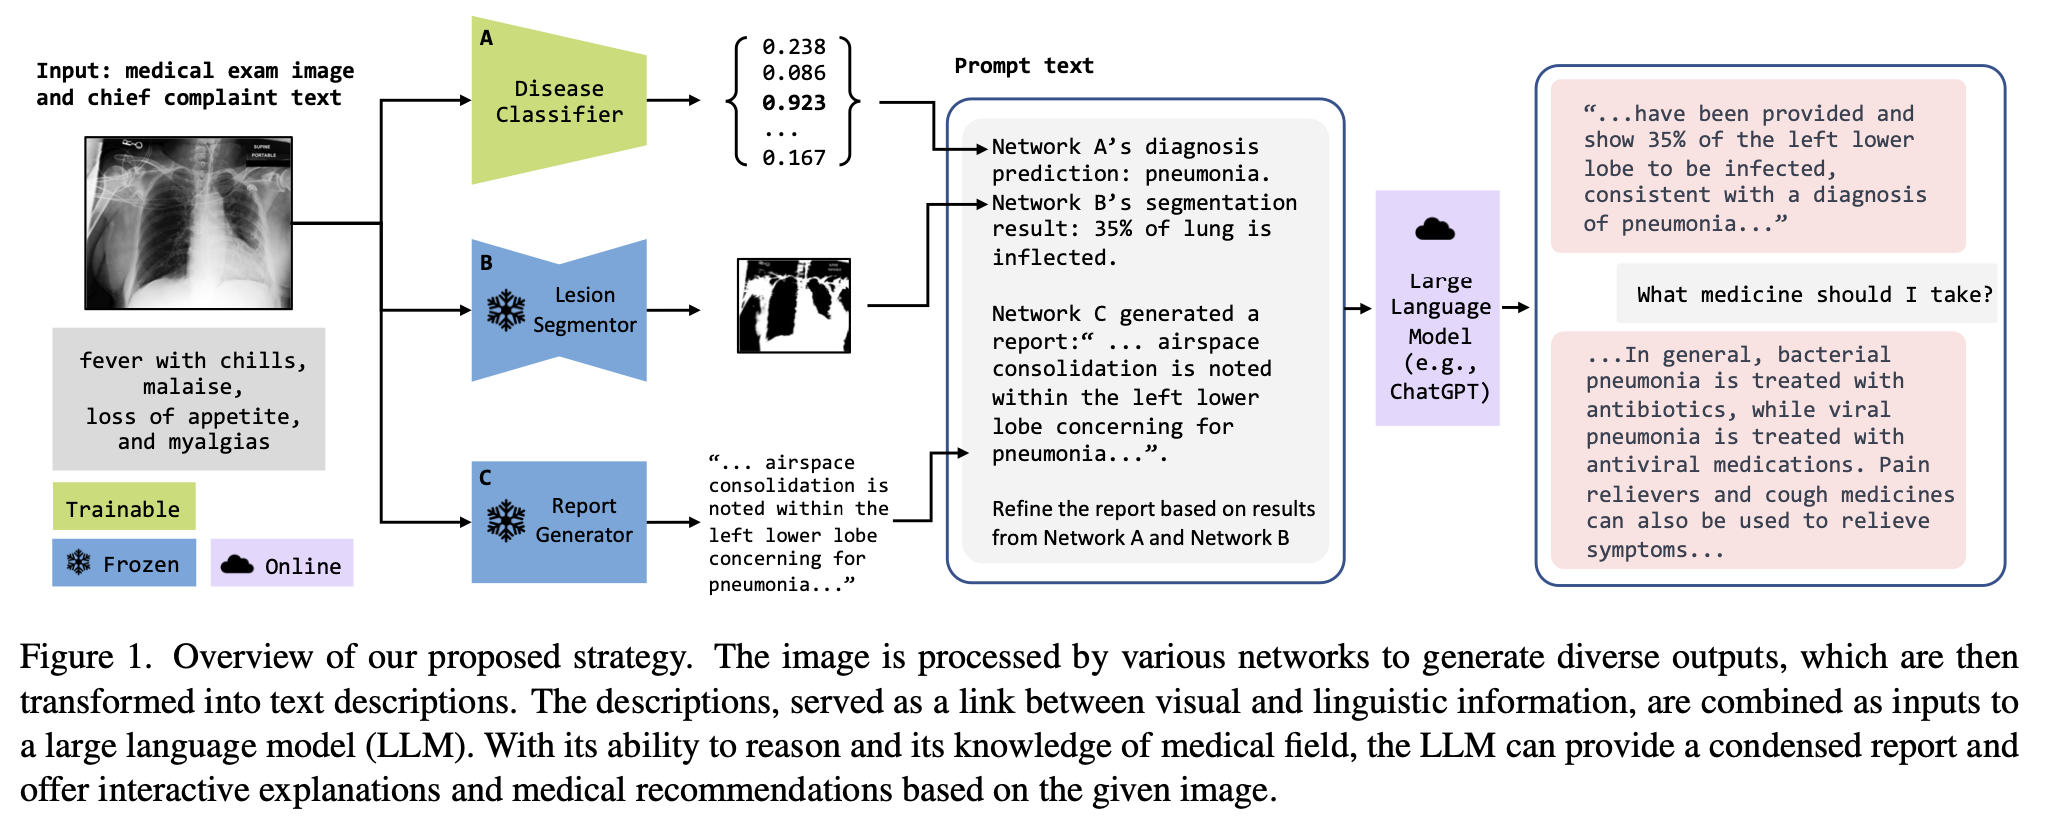 Input: medical exam image
and chief complaint text
SUPINE
PORTABLE
fever with chills,
malaise,
loss of appetite,
and myalgias
Trainable
Frozen
Online
A
Disease
Classifier
B
Lesion
Segmentor
C
Report
Generator
0.238
0.086
0.923
...
0.167
“... airspace
consolidation is
noted within the
left lower lobe
concerning for
pneumonia...”
Prompt text
Network A’s diagnosis
prediction: pneumonia.
Network B’s segmentation
result: 35% of lung is
inflected.
Network C generated a
report:“ ... airspace
consolidation is noted
within the left lower
lobe concerning for
pneumonia...”.
Refine the report based on results
from Network A and Network B
Large
Language
Model
(e.g.,
ChatGPT)
“...have been provided and
show 35% of the left lower
lobe to be infected,
consistent with a diagnosis
of pneumonia...”
What medicine should I take?
...In general, bacterial
pneumonia is treated with
antibiotics, while viral
pneumonia is treated with
antiviral medications. Pain
relievers and cough medicines
can also be used to relieve
symptoms...
Figure 1. Overview of our proposed strategy. The image is processed by various networks to generate diverse outputs, which are then
transformed into text descriptions. The descriptions, served as a link between visual and linguistic information, are combined as inputs to
a large language model (LLM). With its ability to reason and its knowledge of medical field, the LLM can provide a condensed report and
offer interactive explanations and medical recommendations based on the given image.